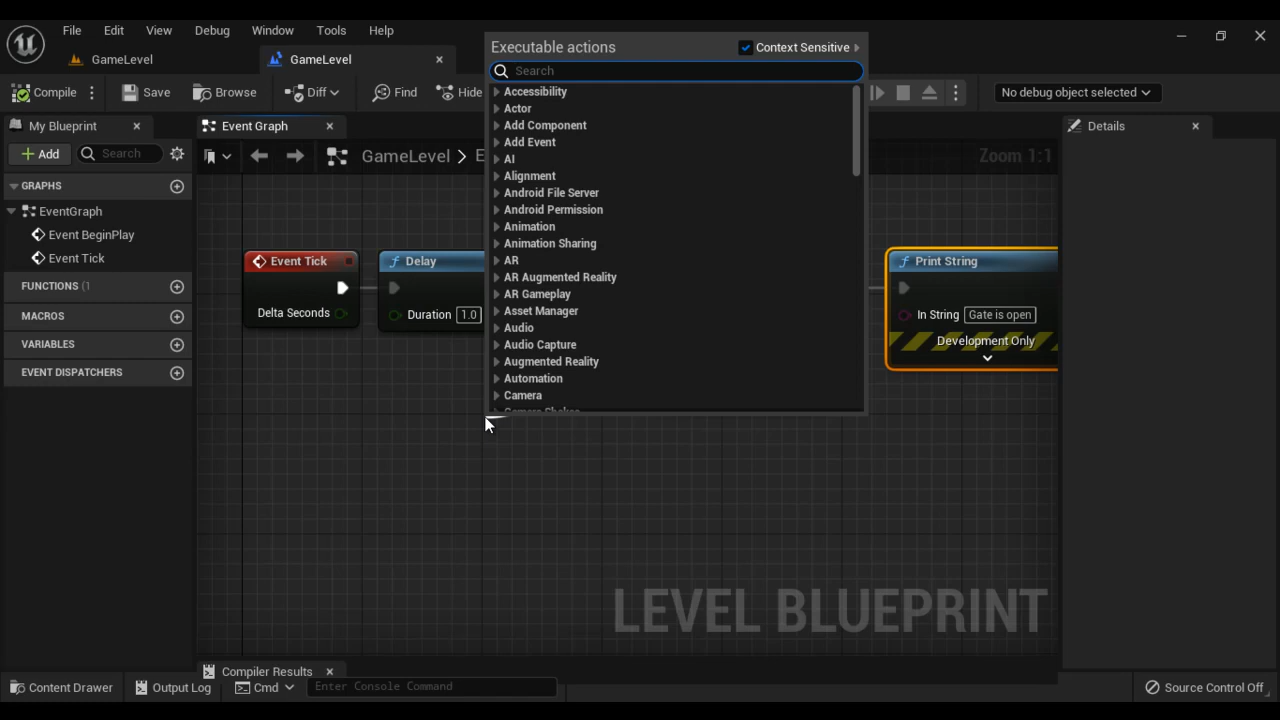 File Edit View Debug Window Tools Help
GameLevel GameLevel
Compile Save Browse Diff Find Hide No debug object selected
Executable actions Context Sensitive
Search
Accessibility
Actor
Add Component
Add Event
AI
Alignment
Android File Server
Android Permission
Animation
Animation Sharing
AR
AR Augmented Reality
AR Gameplay
Asset Manager
Audio
Audio Capture
Augmented Reality
Automation
Camera
Camera Shakes
My Blueprint
Add Search
GRAPHS
EventGraph
Event BeginPlay
Event Tick
FUNCTIONS (1
MACROS
VARIABLES
EVENT DISPATCHERS
Event Graph
GameLevel > E
Zoom 1:1
Event Tick
Delta Seconds
Delay
Duration 1.0
Print String
In String Gate is open
Development Only
LEVEL BLUEPRINT
Details
Compiler Results
Content Drawer Output Log Cmd Enter Console Command Source Control Off